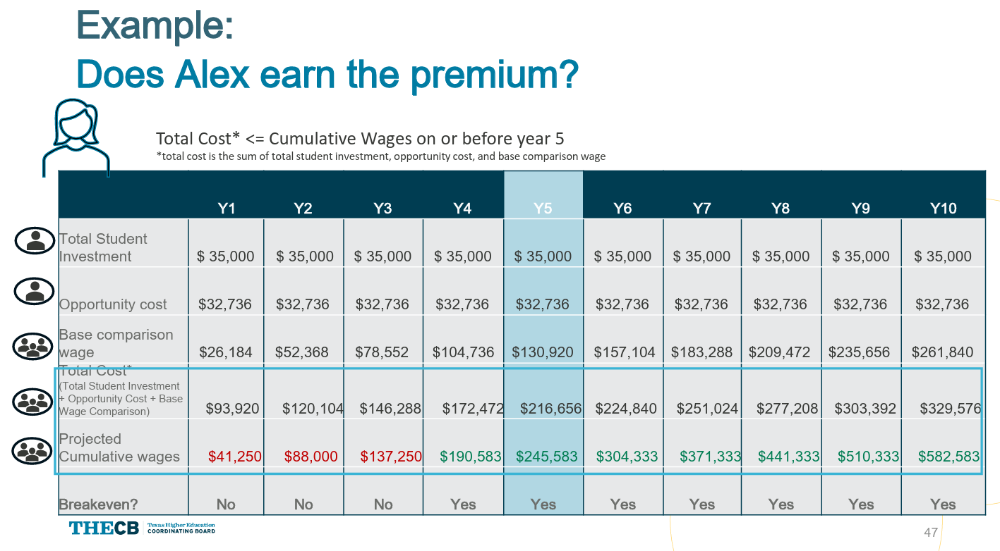 Example:
Does Alex earn the premium?
Total Cost* <= Cumulative Wages on or before year 5
*total cost is the sum of total student investment, opportunity cost, and base comparison wage
Y1 Y2 Y3 Y4 Y5 Y6 Y7 Y8 Y9 Y10
Total Student
Investment $ 35,000 $ 35,000 $ 35,000 $ 35,000 $ 35,000 $ 35,000 $ 35,000 $ 35,000 $ 35,000 $ 35,000
Opportunity cost $32,736 $32,736 $32,736 $32,736 $32,736 $32,736 $32,736 $32,736 $32,736 $32,736
Base comparison
wage $26,184 $52,368 $78,552 $104,736 $130,920 $157,104 $183,288 $209,472 $235,656 $261,840
Total Cost*
(Total Student Investment
+ Opportunity Cost + Base
Wage Comparison) $93,920 $120,104 $146,288 $172,472 $216,656 $224,840 $251,024 $277,208 $303,392 $329,576
Projected
Cumulative wages $41,250 $88,000 $137,250 $190,583 $245,583 $304,333 $371,333 $441,333 $510,333 $582,583
Breakeven? No No No Yes Yes Yes Yes Yes Yes Yes
THECB Texas Higher Education
COORDINATING BOARD
47